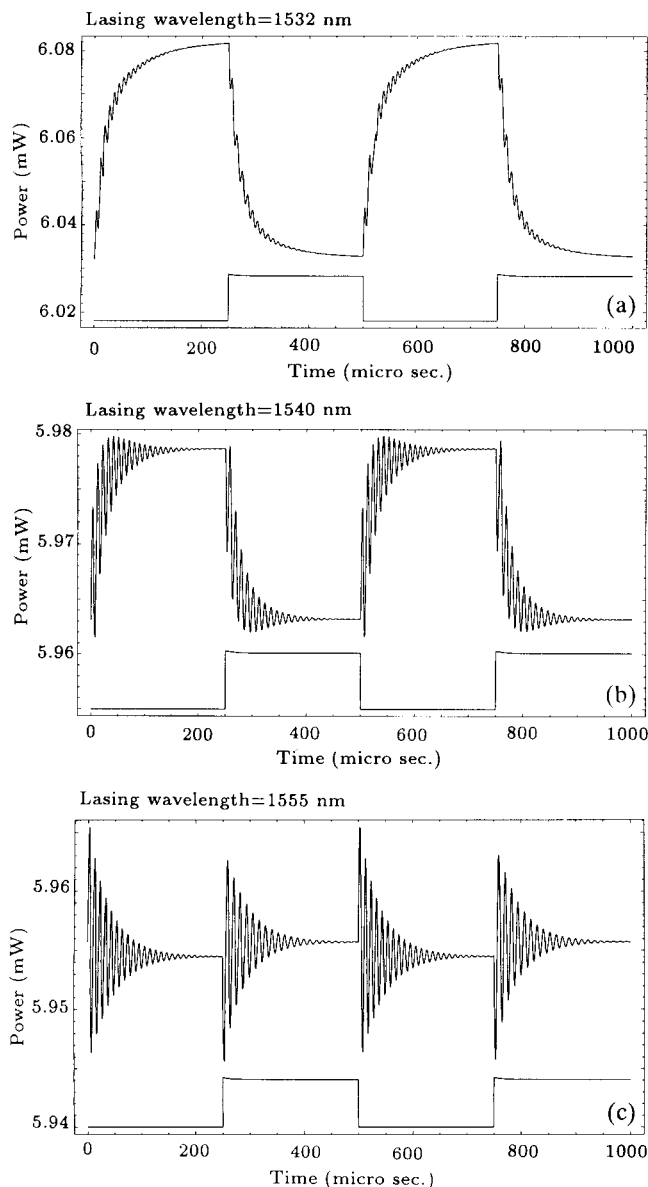 Lasing wavelength=1532 nm
6.08
6.06
6.04
6.02
Power (mW)
(a)
0 200 400 600 800 1000
Time (micro sec.)
Lasing wavelength=1540 nm
5.98
5.97
5.96
Power (mW)
(b)
0 200 400 600 800 1000
Time (micro sec.)
Lasing wavelength=1555 nm
5.96
5.95
5.94
Power (mW)
(c)
0 200 400 600 800 1000
Time (micro sec.)